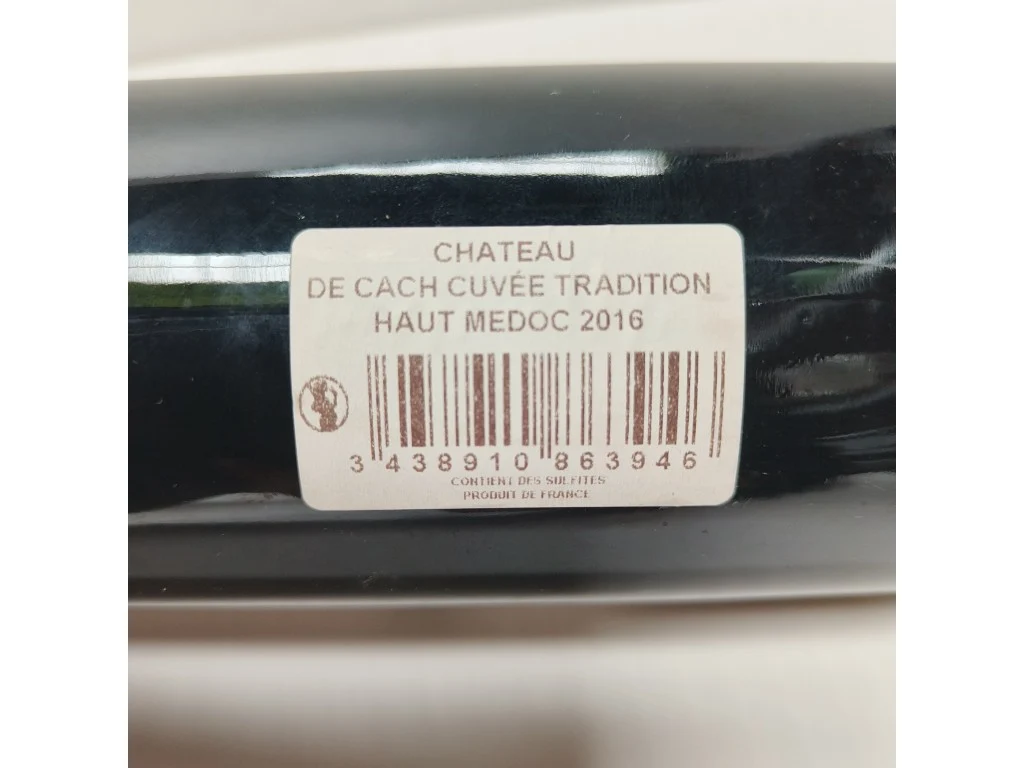 CHATEAU
DE CACH CUVÉE TRADITION
HAUT MEDOC 2016
3 438910 863946
CONTIENT DES SULFITES
PRODUIT DE FRANCE